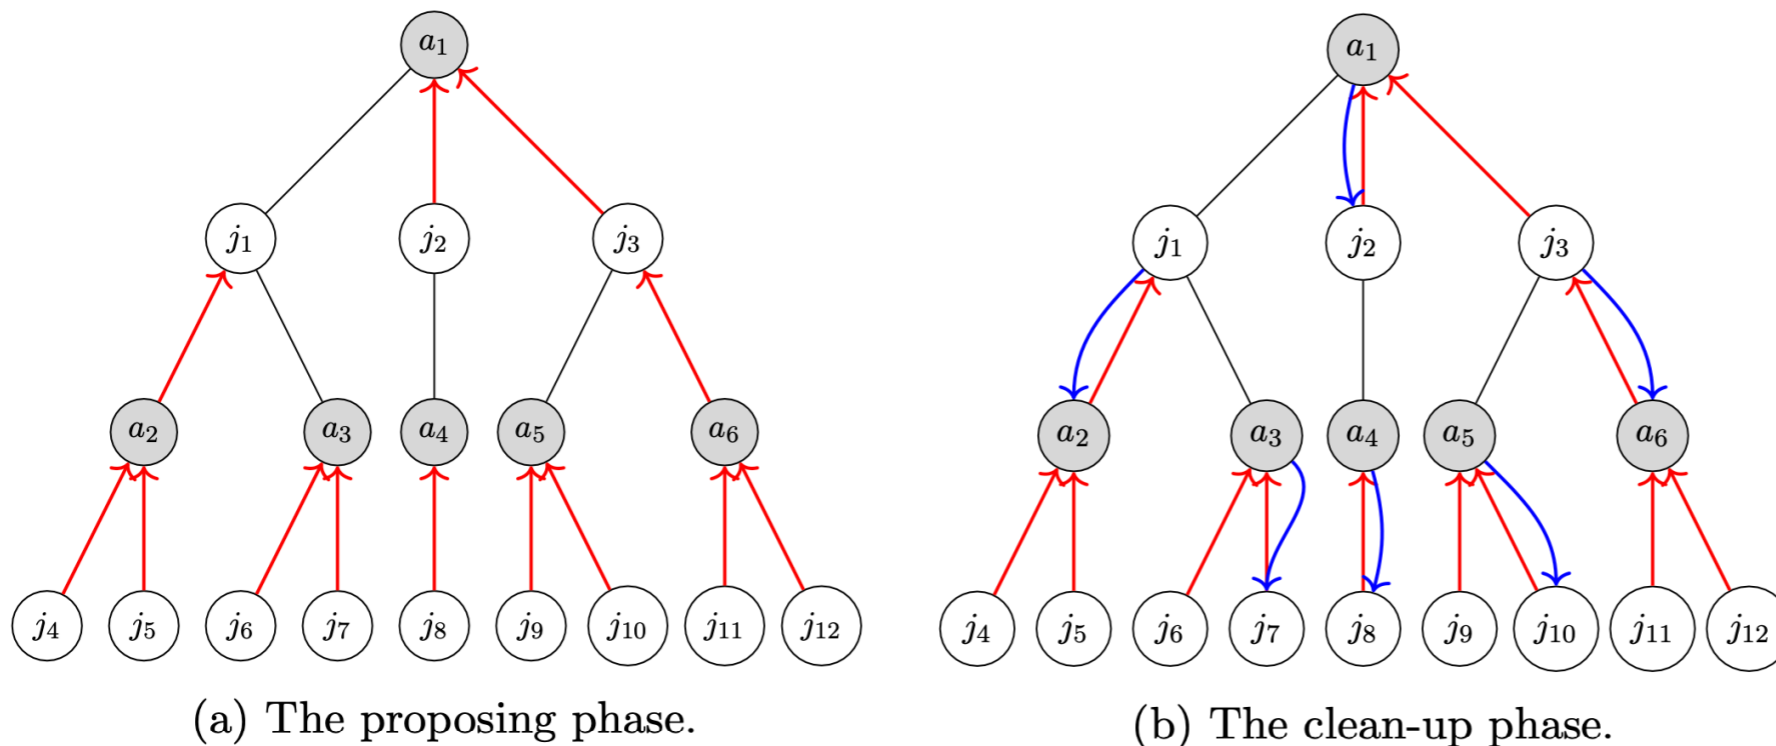 a₁
j₁ j₂ j₃
a₂ a₃ a₄ a₅ a₆
j₄ j₅ j₆ j₇ j₈ j₉ j₁₀ j₁₁ j₁₂
(a) The proposing phase.
a₁
j₁ j₂ j₃
a₂ a₃ a₄ a₅ a₆
j₄ j₅ j₆ j₇ j₈ j₉ j₁₀ j₁₁ j₁₂
(b) The clean-up phase.